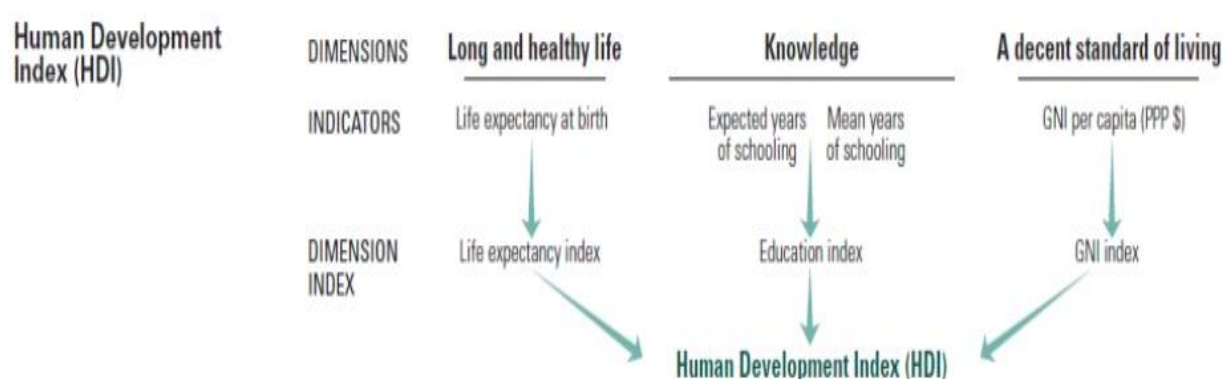 Human Development
Index (HDI)
DIMENSIONS
Long and healthy life
Knowledge
A decent standard of living
INDICATORS
Life expectancy at birth
Expected years
of schooling
Mean years
of schooling
GNI per capita (PPP $)
DIMENSION
INDEX
Life expectancy index
Education index
GNI index
Human Development Index (HDI)